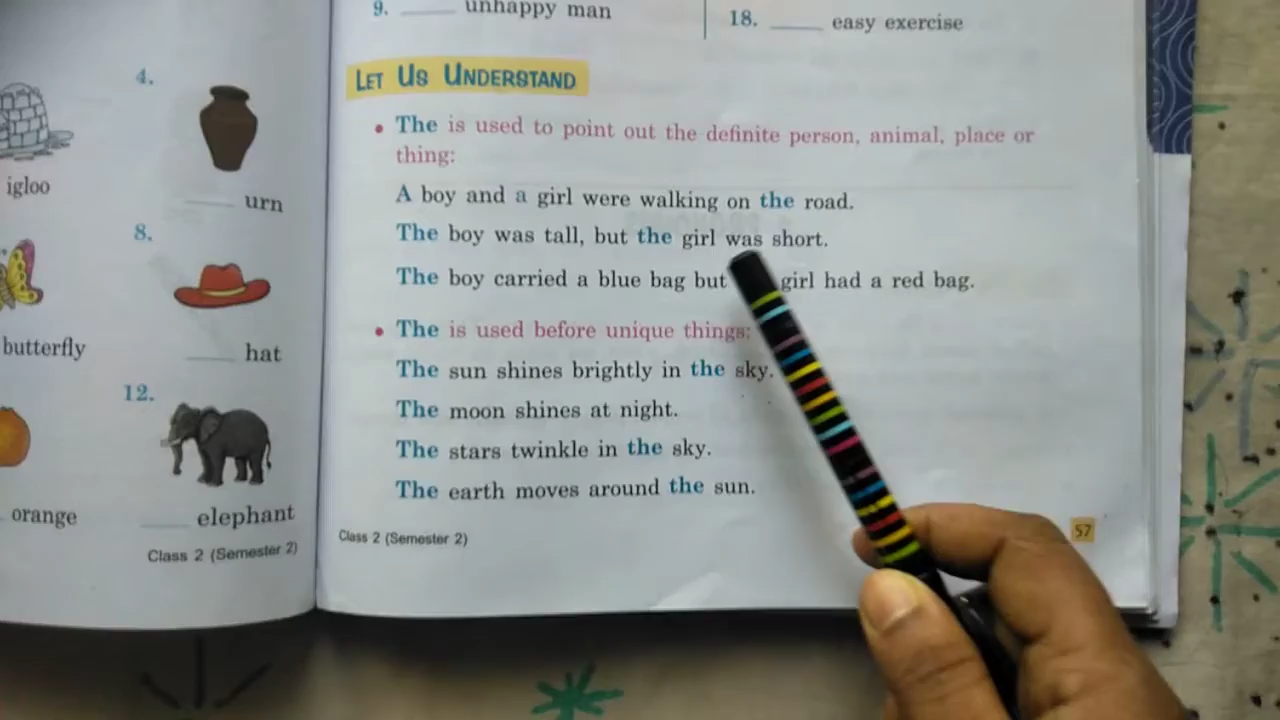 4.
igloo
urn
8.
butterfly
hat
12.
orange
elephant
Class 2 (Semester 2)
9. unhappy man
18. easy exercise
LET US UNDERSTAND
• The is used to point out the definite person, animal, place or
thing:
A boy and a girl were walking on the road.
The boy was tall, but the girl was short.
The boy carried a blue bag but girl had a red bag.
• The is used before unique things:
The sun shines brightly in the sky.
The moon shines at night.
The stars twinkle in the sky.
The earth moves around the sun.
Class 2 (Semester 2)
57